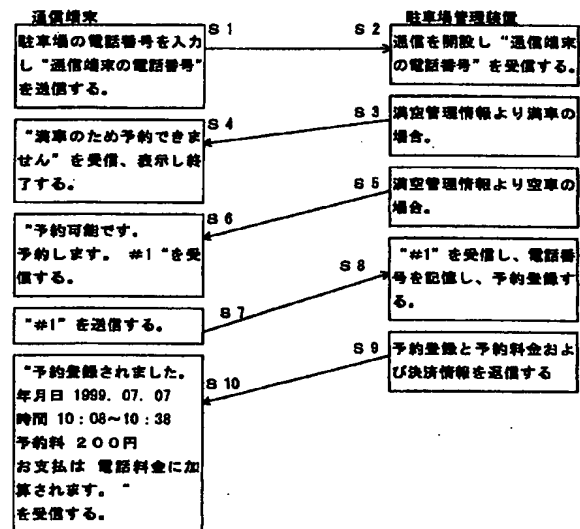 通信端末
駐車場管理装置
駐車場の電話番号を入力
し“通信端末の電話番号”
を送信する。
S1
S2
通信を開設し“通信端末
の電話番号”を受信する。
S3
満空管理情報より満車の
場合。
S4
“満車のため予約できま
せん”を受信、表示し終
了する。
S5
満空管理情報より空車の
場合。
S6
“予約可能です。
予約します。 #1“を受
信する。
S8
“#1”を受信し、電話番
号を記憶し、予約登録す
る。
“#1”を送信する。
S7
S9
予約登録と予約料金およ
び決済情報を返信する
S10
“予約登録されました。
年月日 1999. 07. 07
時間 10:08~10:38
予約料 200円
お支払は 電話料金に加
算されます。“
を受信する。